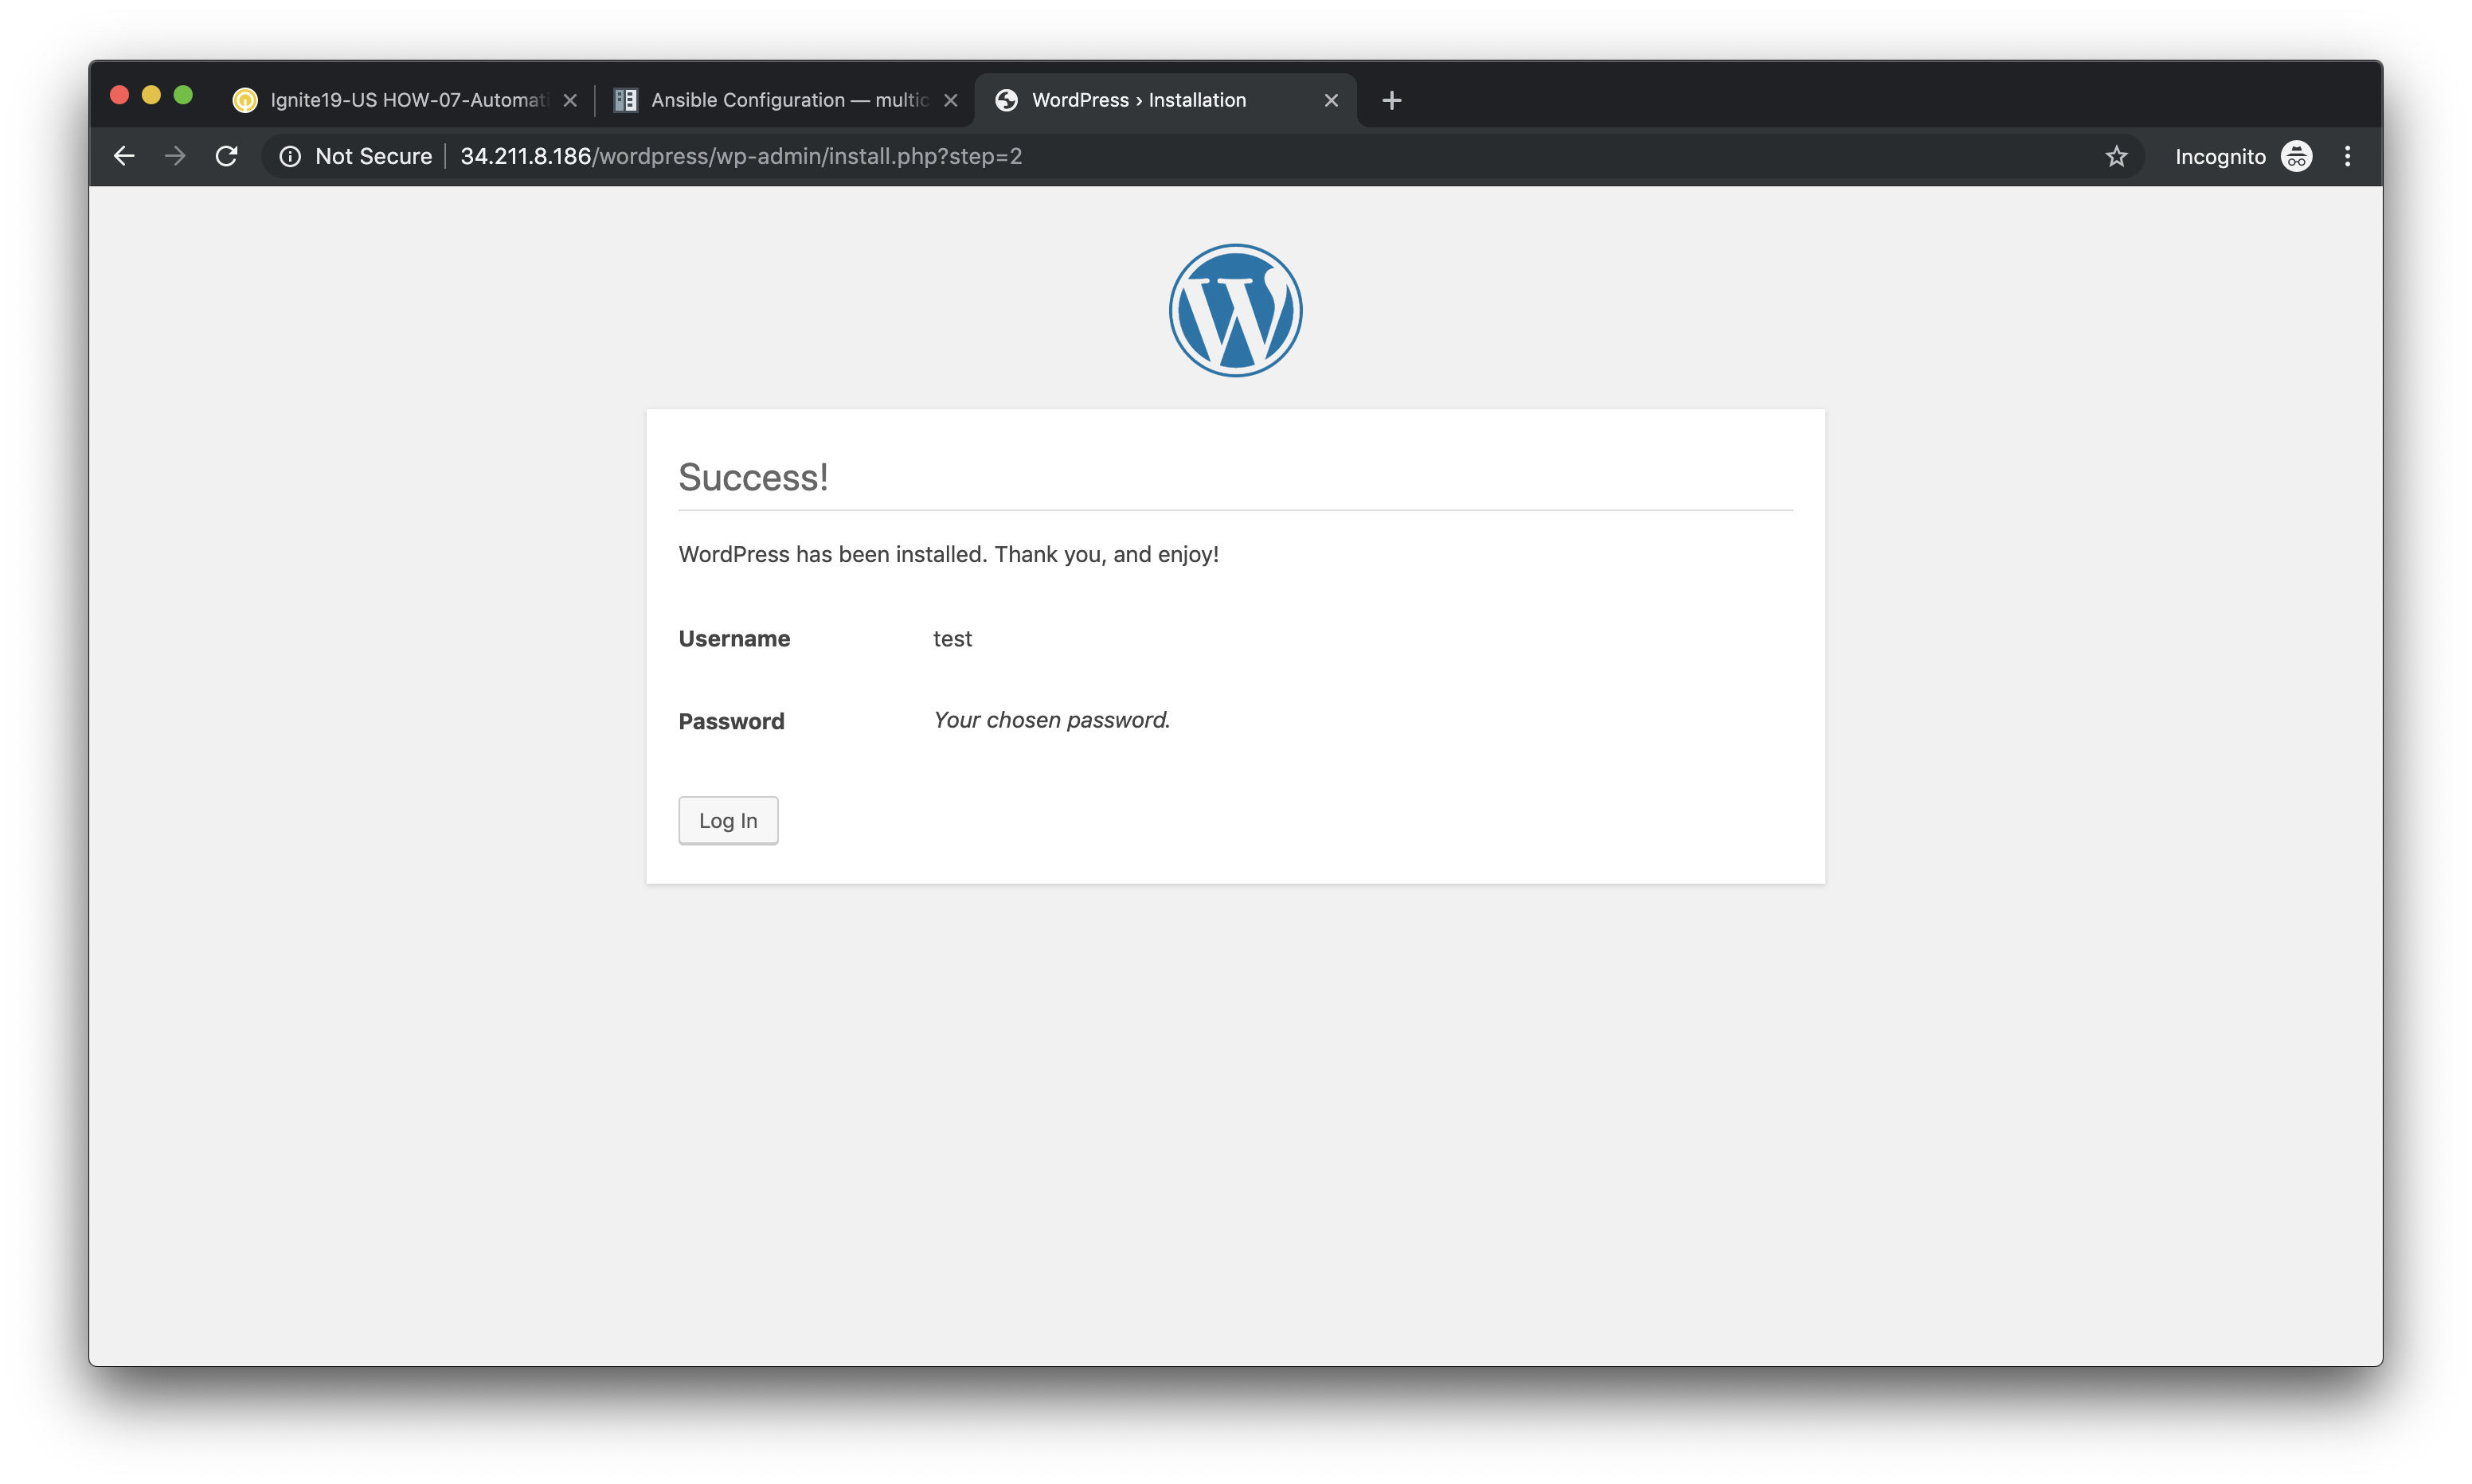 Ignite19-US HOW-07-Automati
Ansible Configuration — multic
WordPress › Installation
Not Secure
34.211.8.186/wordpress/wp-admin/install.php?step=2
Incognito
Success!
WordPress has been installed. Thank you, and enjoy!
Username test
Password Your chosen password.
Log In